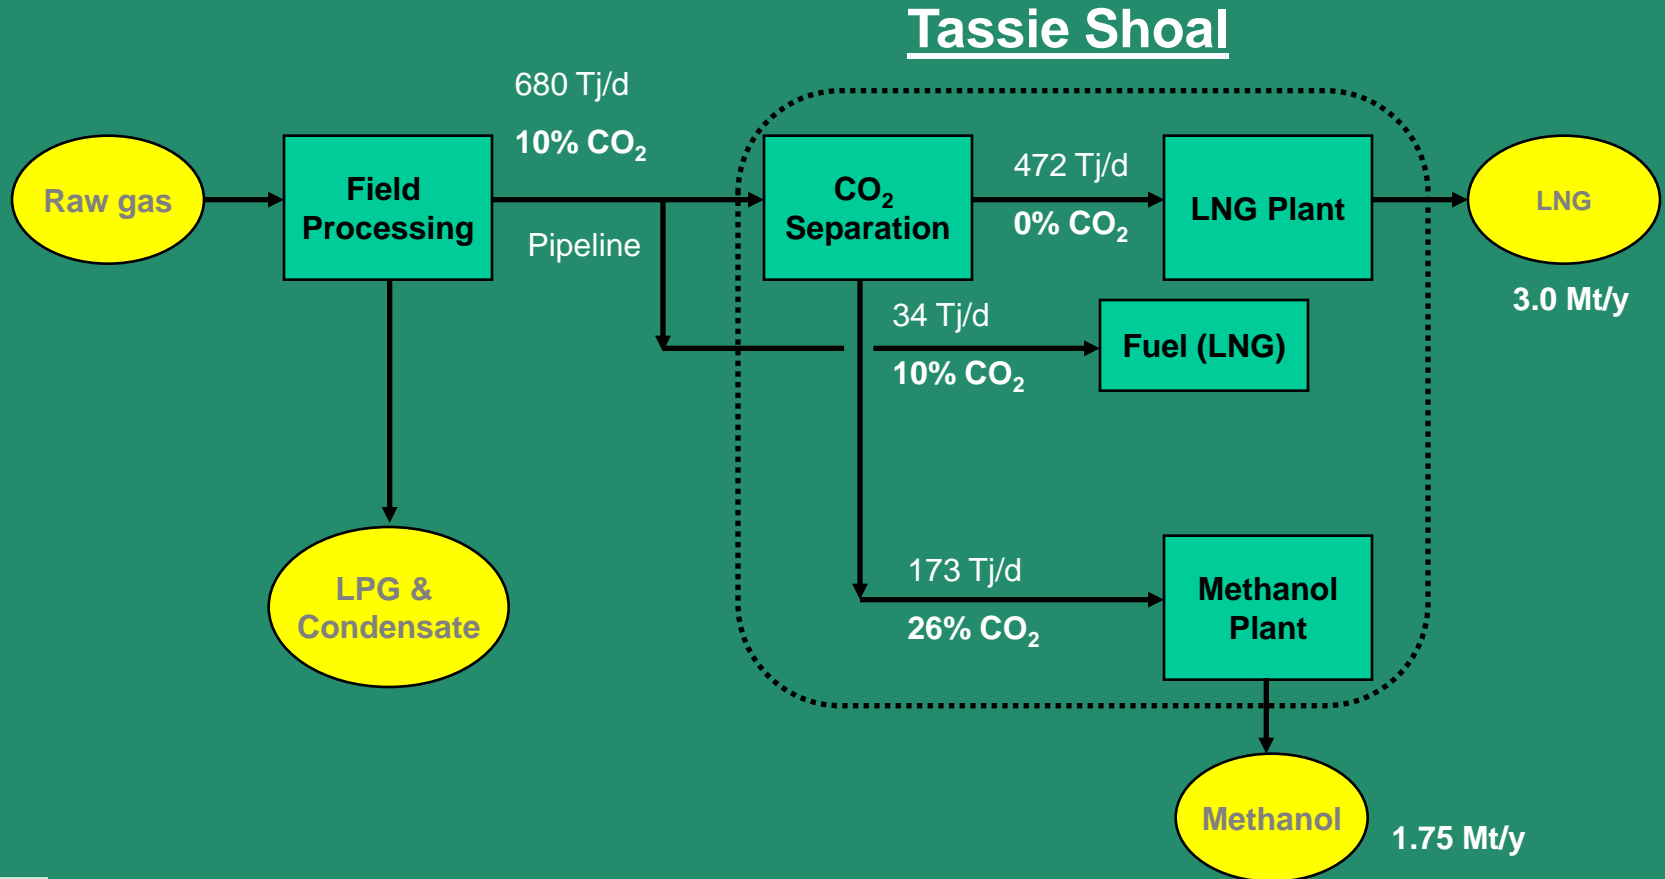 Tassie Shoal
680 Tj/d
10% CO₂
Raw gas
Field
Processing
Pipeline
CO₂
Separation
472 Tj/d
0% CO₂
LNG Plant
LNG
3.0 Mt/y
34 Tj/d
10% CO₂
Fuel (LNG)
LPG &
Condensate
173 Tj/d
26% CO₂
Methanol
Plant
Methanol
1.75 Mt/y